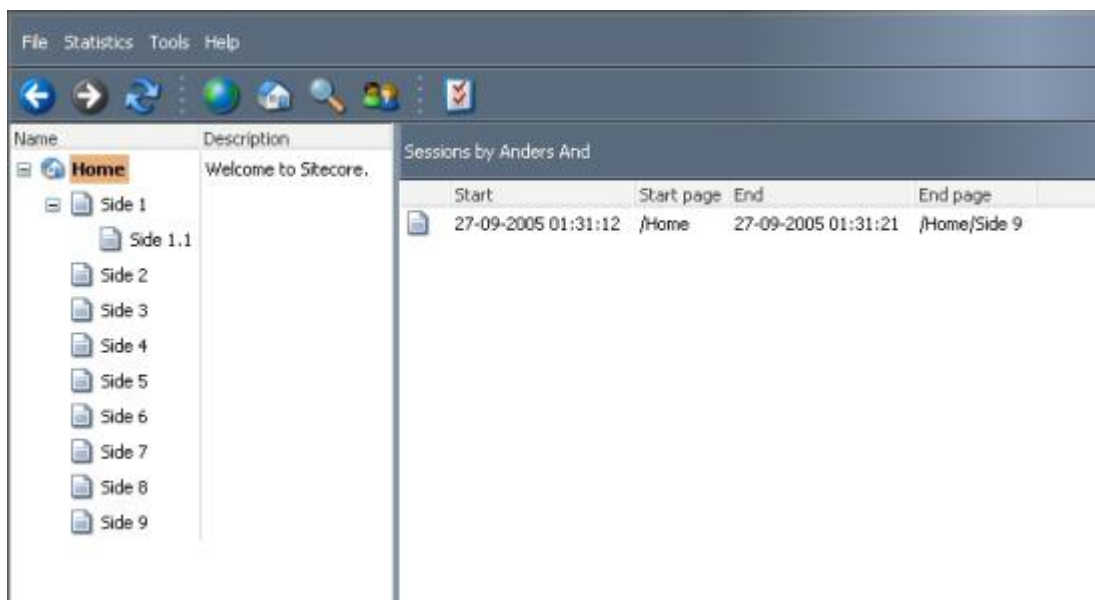 File Statistics Tools Help
Name Description
Home Welcome to Sitecore.
Side 1
Side 1.1
Side 2
Side 3
Side 4
Side 5
Side 6
Side 7
Side 8
Side 9
Sessions by Anders And
Start Start page End End page
27-09-2005 01:31:12 /Home 27-09-2005 01:31:21 /Home/Side 9